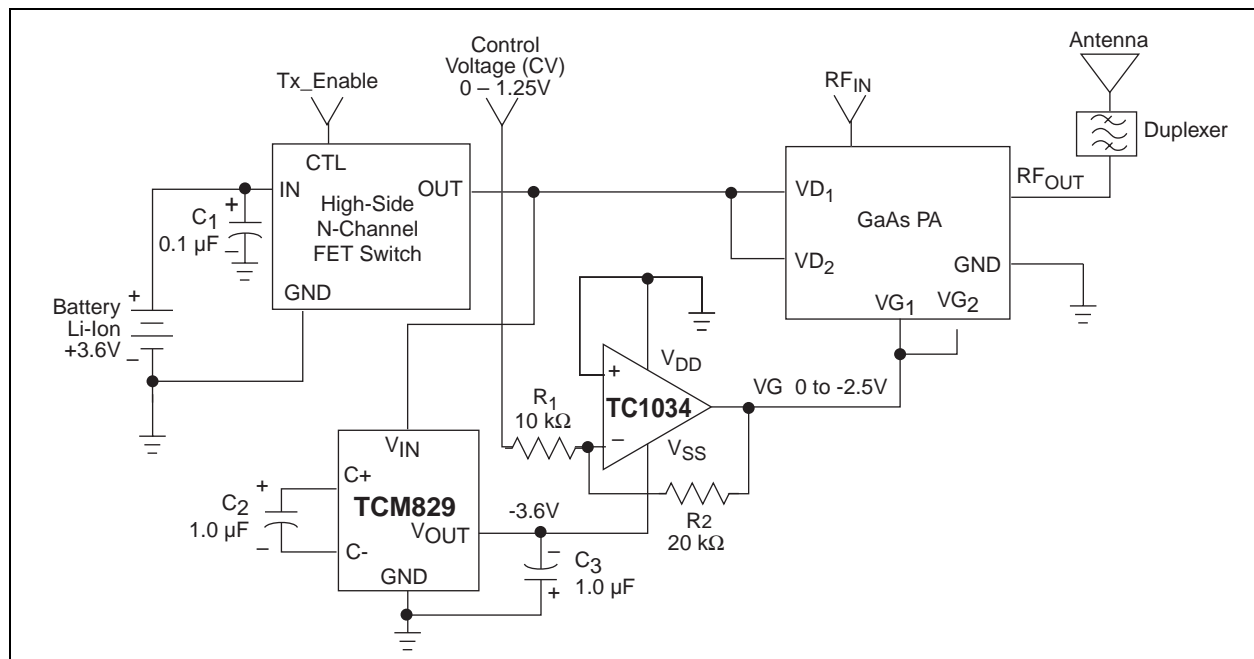 Control
Voltage (CV)
0 – 1.25V
Antenna
Tx_Enable
RFIN
Duplexer
CTL
IN
OUT
High-Side
N-Channel
FET Switch
GND
+
C1
0.1 µF
–
Battery
Li-Ion
+3.6V
+
–
VD1
VD2
GaAs PA
RFOUT
GND
VG1
VG2
+
–
VDD
TC1034
VSS
R1
10 kΩ
VG 0 to -2.5V
R2
20 kΩ
VIN
C+
TCM829
VOUT
C-
GND
+
C2
1.0 µF
–
-3.6V
–
C3
1.0 µF
+